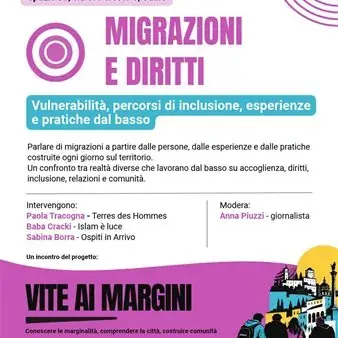 MIGRAZIONI
E DIRITTI
Vulnerabilità, percorsi di inclusione, esperienze
e pratiche dal basso
Parlare di migrazioni a partire dalle persone, dalle esperienze e dalle pratiche
costruite ogni giorno sul territorio.
Un confronto tra realtà diverse che lavorano dal basso su accoglienza, diritti,
inclusione, relazioni e comunità.
Intervengono:
Paola Tracogna - Terres des Hommes
Baba Cracki - Islam è luce
Sabina Borra - Ospiti in Arrivo
Modera:
Anna Piuzzi - giornalista
Un incontro del progetto:
VITE AI MARGINI
Conoscere le marginalità, comprendere la città, costruire comunità